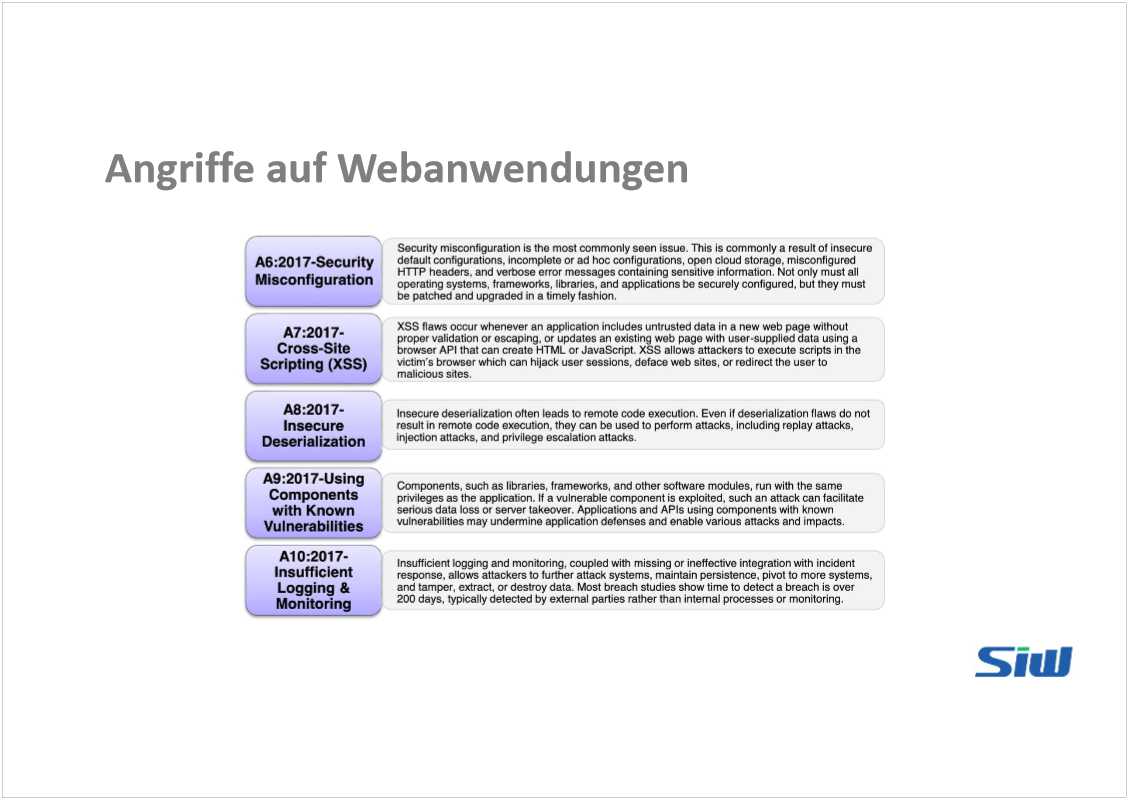 Angriffe auf Webanwendungen
A6:2017-Security
Misconfiguration
Security misconfiguration is the most commonly seen issue. This is commonly a result of insecure
default configurations, incomplete or ad hoc configurations, open cloud storage, misconfigured
HTTP headers, and verbose error messages containing sensitive information. Not only must all
operating systems, frameworks, libraries, and applications be securely configured, but they must
be patched and upgraded in a timely fashion.
A7:2017-
Cross-Site
Scripting (XSS)
XSS flaws occur whenever an application includes untrusted data in a new web page without
proper validation or escaping, or updates an existing web page with user-supplied data using a
browser API that can create HTML or JavaScript. XSS allows attackers to execute scripts in the
victim's browser which can hijack user sessions, deface web sites, or redirect the user to
malicious sites.
A8:2017-
Insecure
Deserialization
Insecure deserialization often leads to remote code execution. Even if deserialization flaws do not
result in remote code execution, they can be used to perform attacks, including replay attacks,
injection attacks, and privilege escalation attacks.
A9:2017-Using
Components
with Known
Vulnerabilities
Components, such as libraries, frameworks, and other software modules, run with the same
privileges as the application. If a vulnerable component is exploited, such an attack can facilitate
serious data loss or server takeover. Applications and APIs using components with known
vulnerabilities may undermine application defenses and enable various attacks and impacts.
A10:2017-
Insufficient
Logging &
Monitoring
Insufficient logging and monitoring, coupled with missing or ineffective integration with incident
response, allows attackers to further attack systems, maintain persistence, pivot to more systems,
and tamper, extract, or destroy data. Most breach studies show time to detect a breach is over
200 days, typically detected by external parties rather than internal processes or monitoring.
SiW